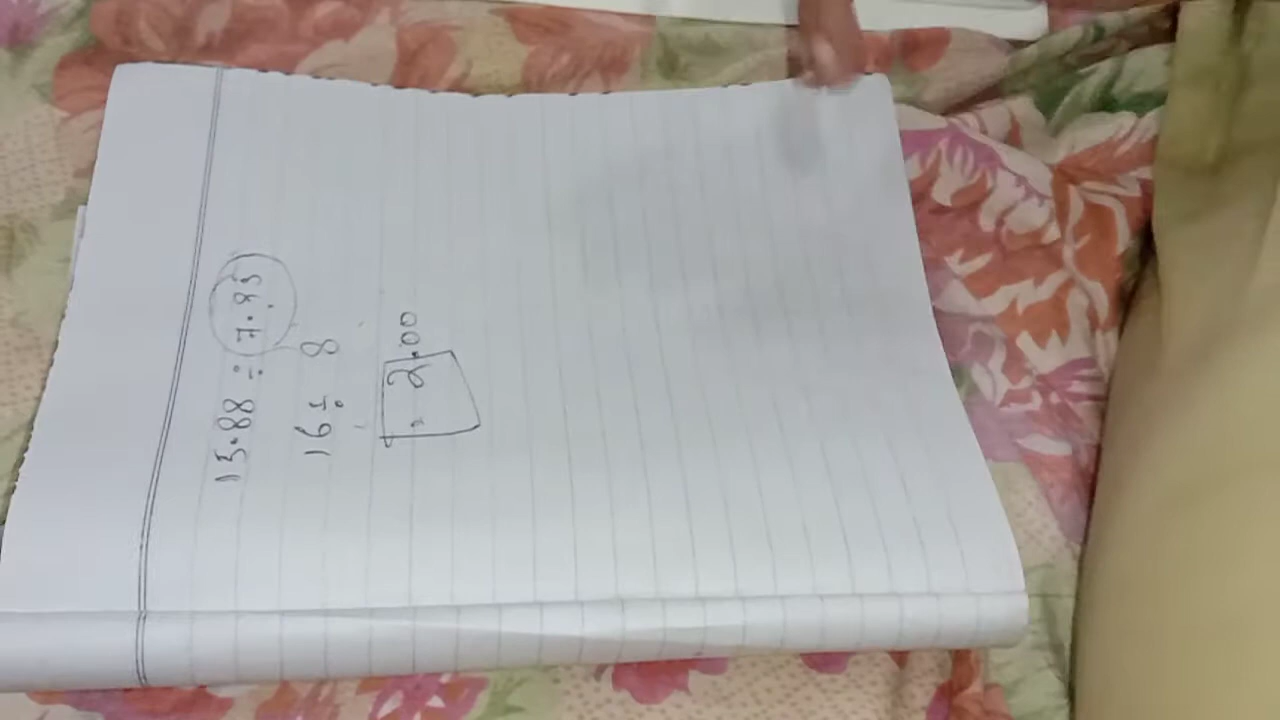 15.88 ÷ 7.95
16 ÷ 8
= 2.00